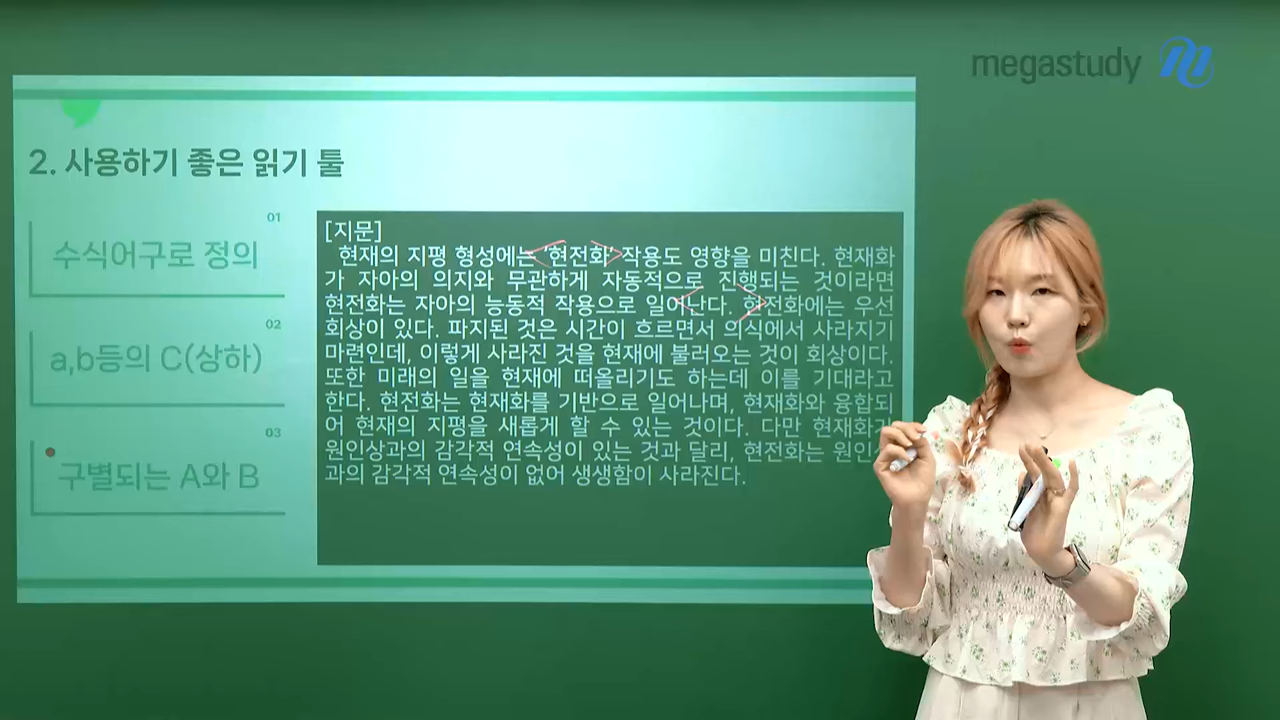 megastudy
2. 사용하기 좋은 읽기 툴
01
수식어구로 정의
02
a,b등의 C(상하)
03
구별되는 A와 B
[지문]
현재의 지평 형성에는 '현전화' 작용도 영향을 미친다. 현재화
가 자아의 의지와 무관하게 자동적으로 진행되는 것이라면
현전화는 자아의 능동적 작용으로 일어난다. 현전화에는 우선
회상이 있다. 파지된 것은 시간이 흐르면서 의식에서 사라지기
마련인데, 이렇게 사라진 것을 현재에 불러오는 것이 회상이다.
또한 미래의 일을 현재에 떠올리기도 하는데 이를 기대라고
한다. 현전화는 현재화를 기반으로 일어나며, 현재화와 융합되
어 현재의 지평을 새롭게 할 수 있는 것이다. 다만 현재화가
원인상과의 감각적 연속성이 있는 것과 달리, 현전화는 원인
과의 감각적 연속성이 없어 생생함이 사라진다.